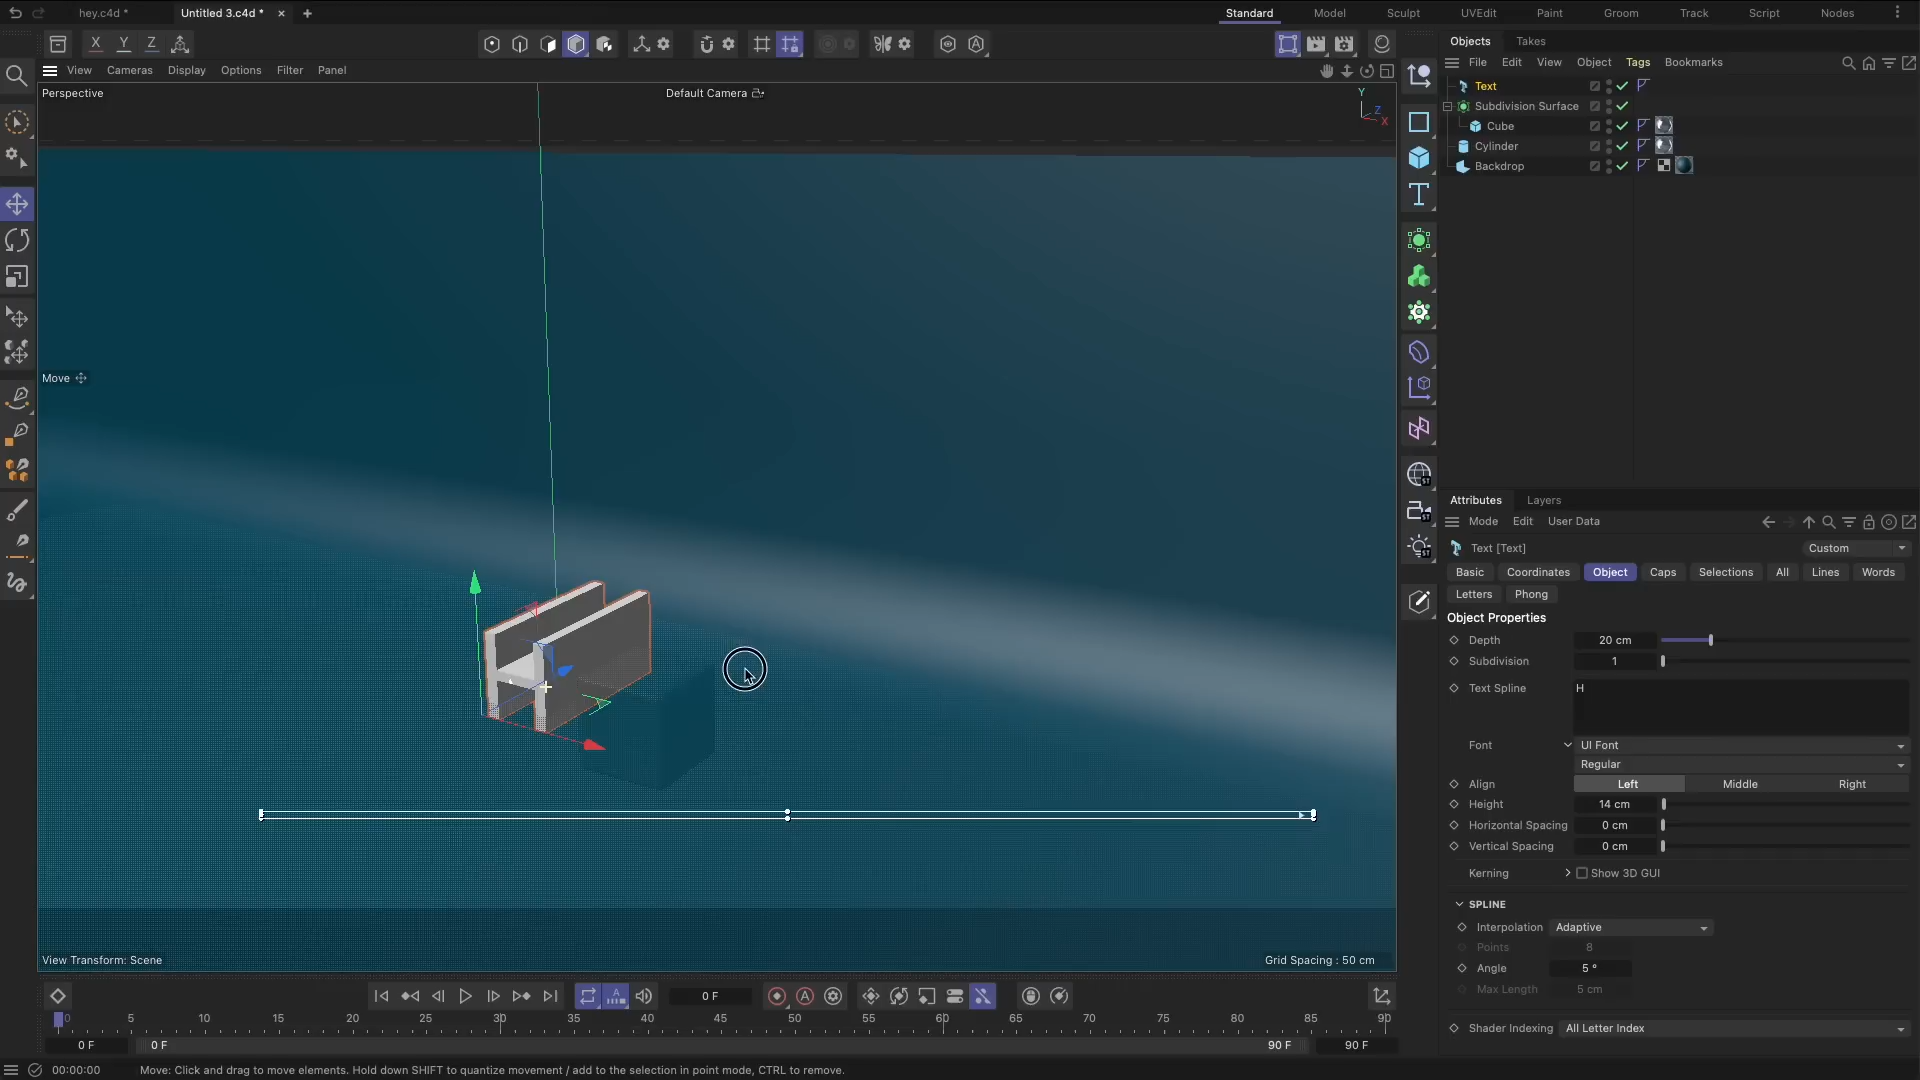 hey.c4d *
Untitled 3.c4d *
Standard
Model
Sculpt
UVEdit
Paint
Groom
Track
Script
Nodes
X
Y
Z
View
Cameras
Display
Options
Filter
Panel
Perspective
Default Camera
Y
Z
X
Move
View Transform: Scene
Grid Spacing : 50 cm
Objects
Takes
File
Edit
View
Object
Tags
Bookmarks
Text
Subdivision Surface
Cube
Cylinder
Backdrop
Attributes
Layers
Mode
Edit
User Data
Text [Text]
Custom
Basic
Coordinates
Object
Caps
Selections
All
Lines
Words
Letters
Phong
Object Properties
Depth
20 cm
Subdivision
1
Text Spline
H
Font
UI Font
Regular
Align
Left
Middle
Right
Height
14 cm
Horizontal Spacing
0 cm
Vertical Spacing
0 cm
Kerning
Show 3D GUI
SPLINE
Interpolation
Adaptive
Points
8
Angle
5 °
Max Length
5 cm
Shader Indexing
All Letter Index
0 F
0
5
10
15
20
25
30
35
40
45
50
55
60
65
70
75
80
85
90
0 F
0 F
90 F
90 F
00:00:00
Move: Click and drag to move elements. Hold down SHIFT to quantize movement / add to the selection in point mode, CTRL to remove.